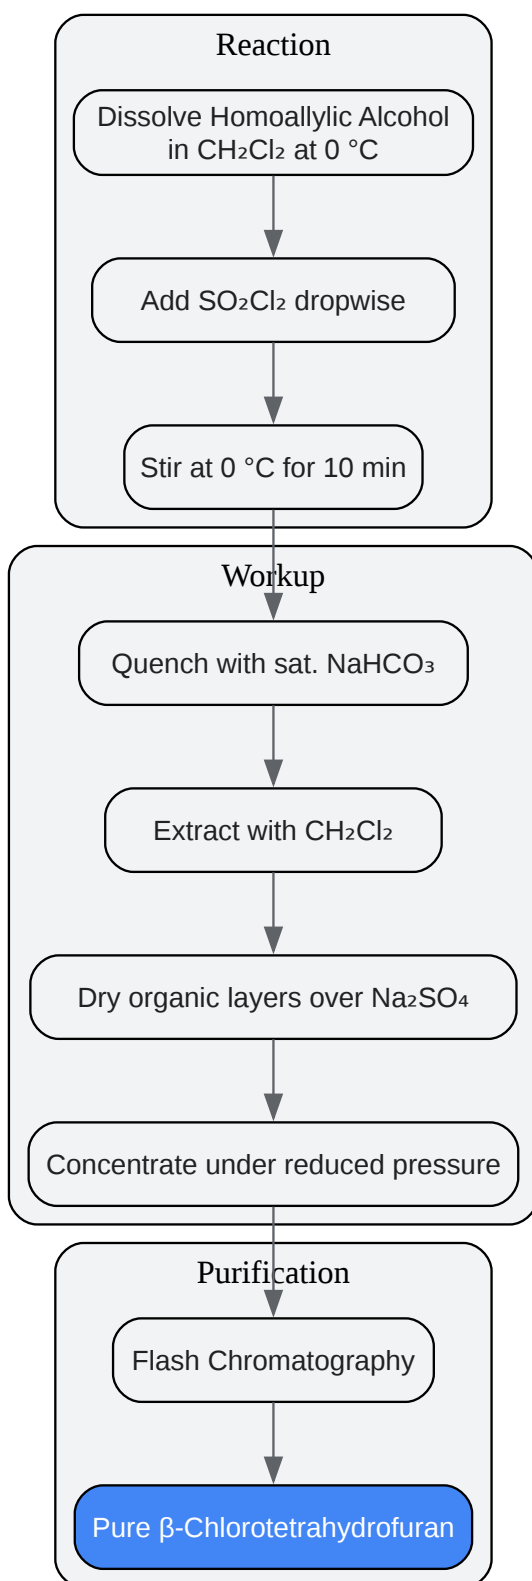 Reaction
Dissolve Homoallylic Alcohol
in CH₂Cl₂ at 0 °C
Add SO₂Cl₂ dropwise
Stir at 0 °C for 10 min
Workup
Quench with sat. NaHCO₃
Extract with CH₂Cl₂
Dry organic layers over Na₂SO₄
Concentrate under reduced pressure
Purification
Flash Chromatography
Pure β-Chlorotetrahydrofuran